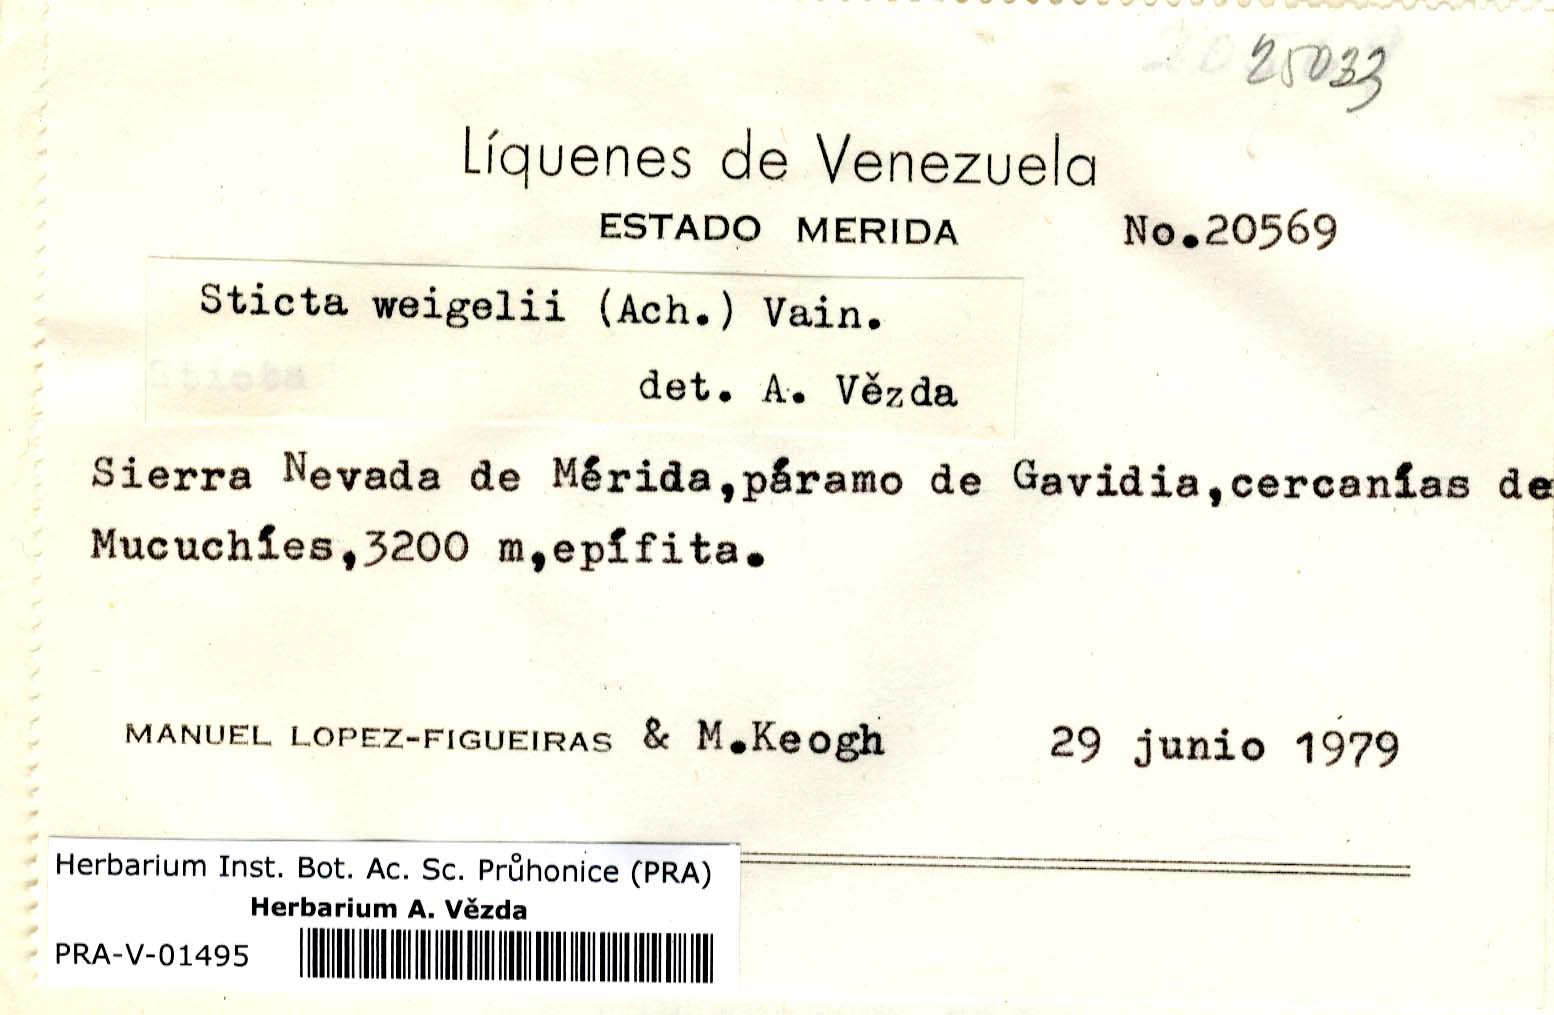 25033
Líquenes de Venezuela
ESTADO MERIDA No.20569
Sticta weigelii (Ach.) Vain.
Sticta
det. A. Vězda
Sierra Nevada de Mérida,páramo de Gavidia,cercanías de
Mucuchíes,3200 m,epífita.
MANUEL LOPEZ-FIGUEIRAS & M.Keogh 29 junio 1979
Herbarium Inst. Bot. Ac. Sc. Průhonice (PRA)
Herbarium A. Vězda
PRA-V-01495